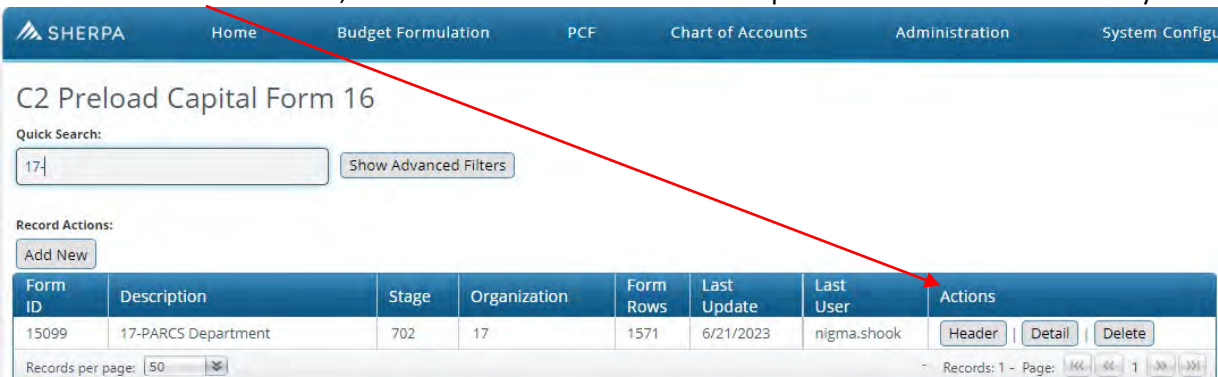 SHERPA Home Budget Formulation PCF Chart of Accounts Administration System Configu
C2 Preload Capital Form 16
Quick Search:
17- Show Advanced Filters
Record Actions:
Add New
Form ID Description Stage Organization Form Rows Last Update Last User Actions
15099 17-PARCS Department 702 17 1571 6/21/2023 nigma.shook Header | Detail | Delete
Records per page: 50 - Records: 1 - Page: 1